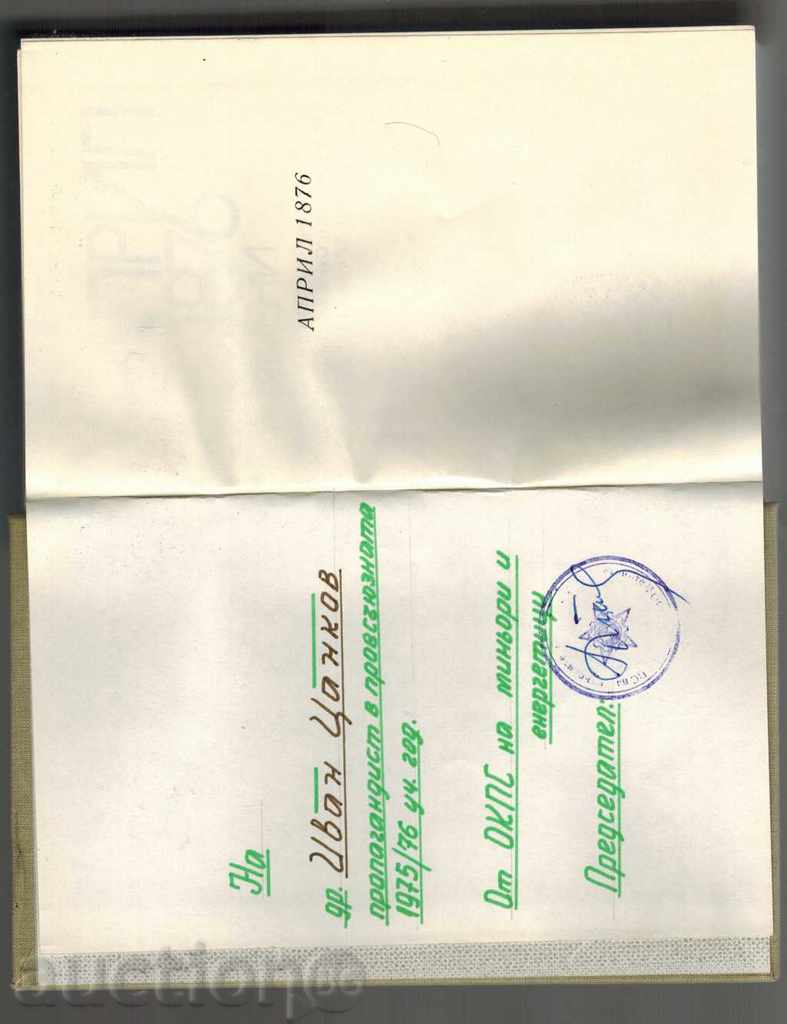 На
др. Иван Цанков
пропагандист в профсъюзната
1975/76 уч. год.
От ОКПС на миньори и
енергетици
Председател:
АПРИЛ 1876
auction.bg